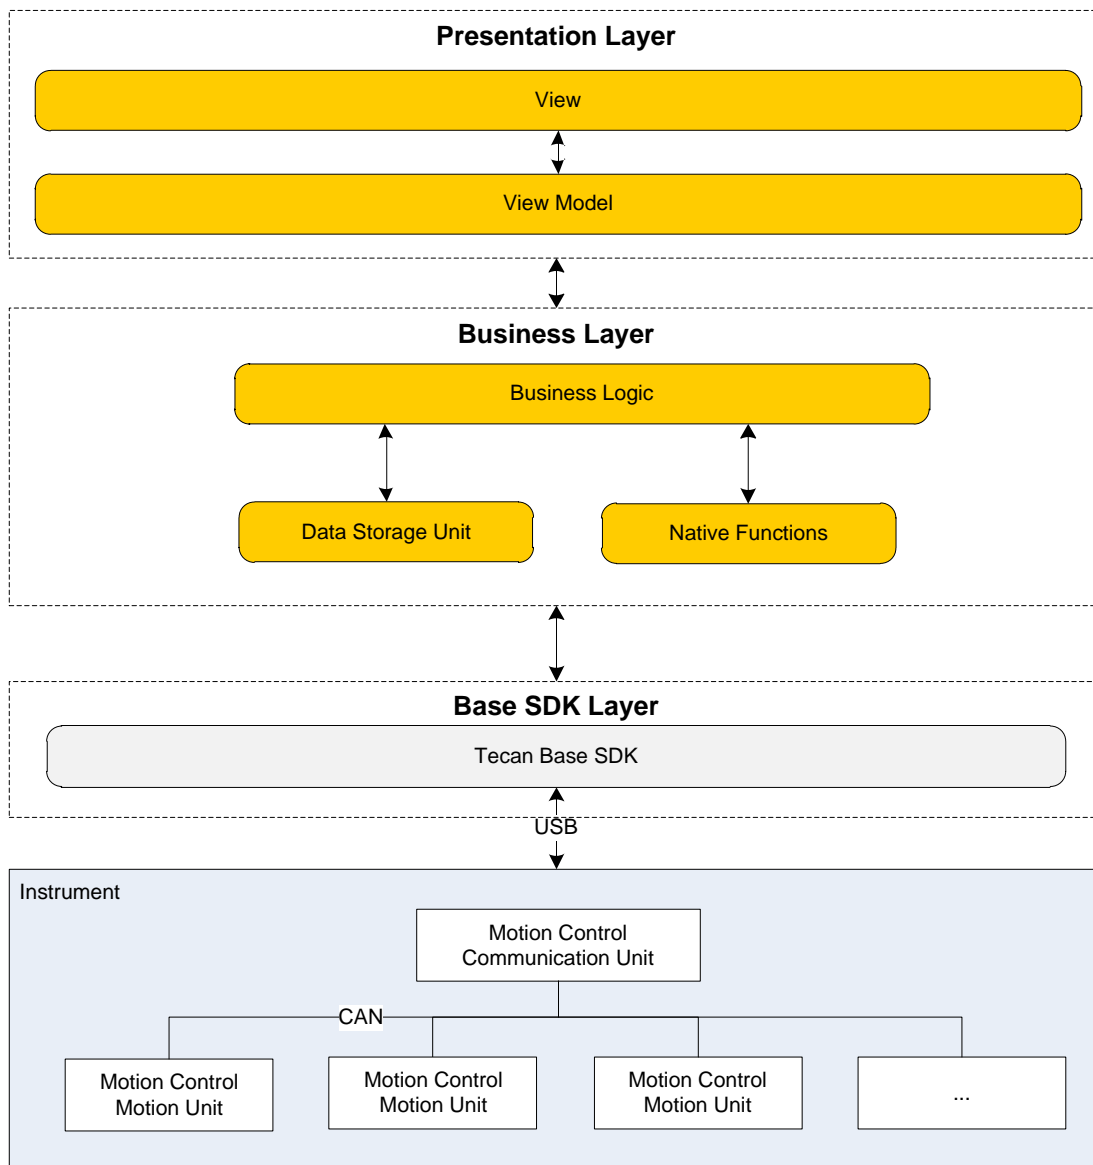 Presentation Layer
View
View Model
Business Layer
Business Logic
Data Storage Unit
Native Functions
Base SDK Layer
Tecan Base SDK
USB
Instrument
Motion Control
Communication Unit
CAN
Motion Control
Motion Unit
Motion Control
Motion Unit
Motion Control
Motion Unit
...